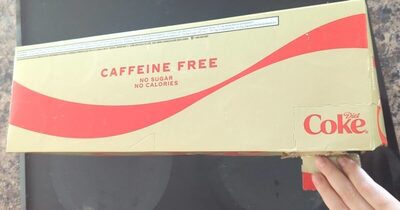 CAFFEINE FREE
NO SUGAR
NO CALORIES
Diet
Coke